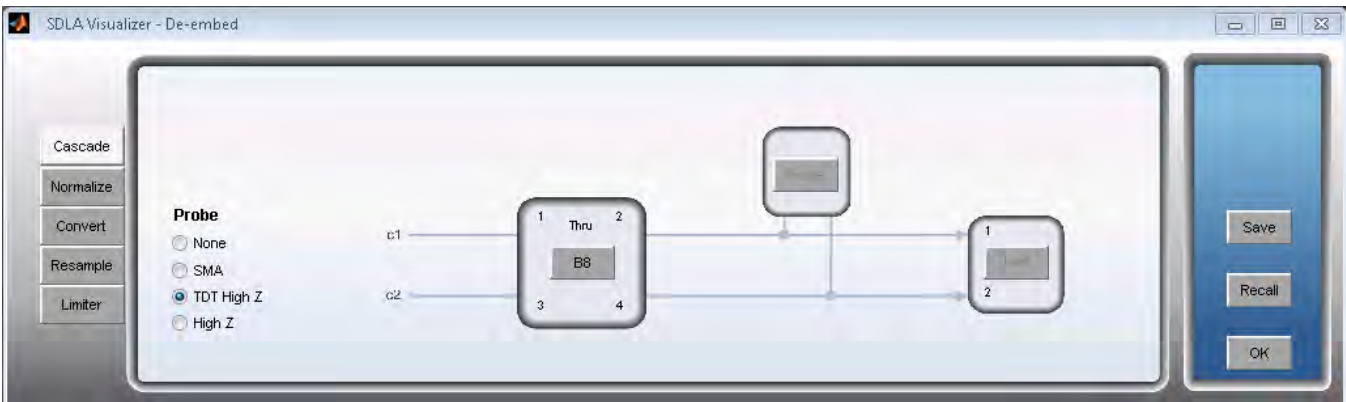 SDLA Visualizer - De-embed
Cascade
Normalize
Convert
Resample
Limiter
Probe
None
SMA
TDT High Z
High Z
c1
c2
1 Thru 2
B8
3 4
1
2
Save
Recall
OK